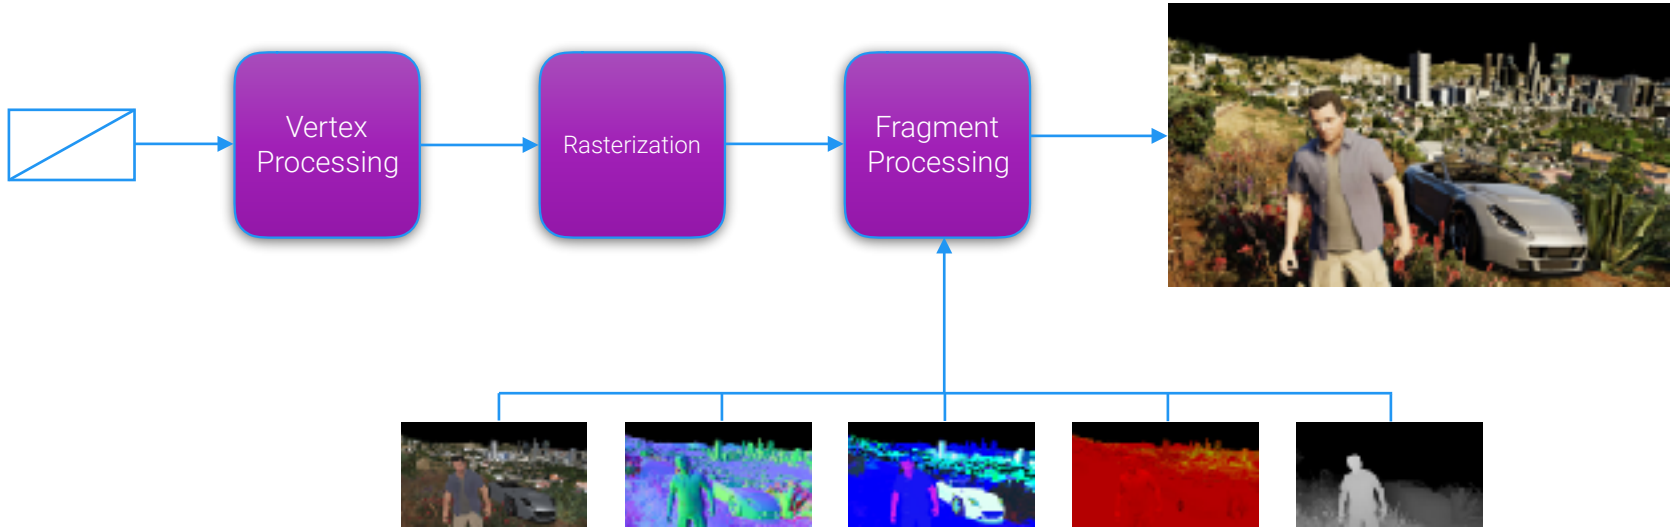 Vertex
Processing
Rasterization
Fragment
Processing